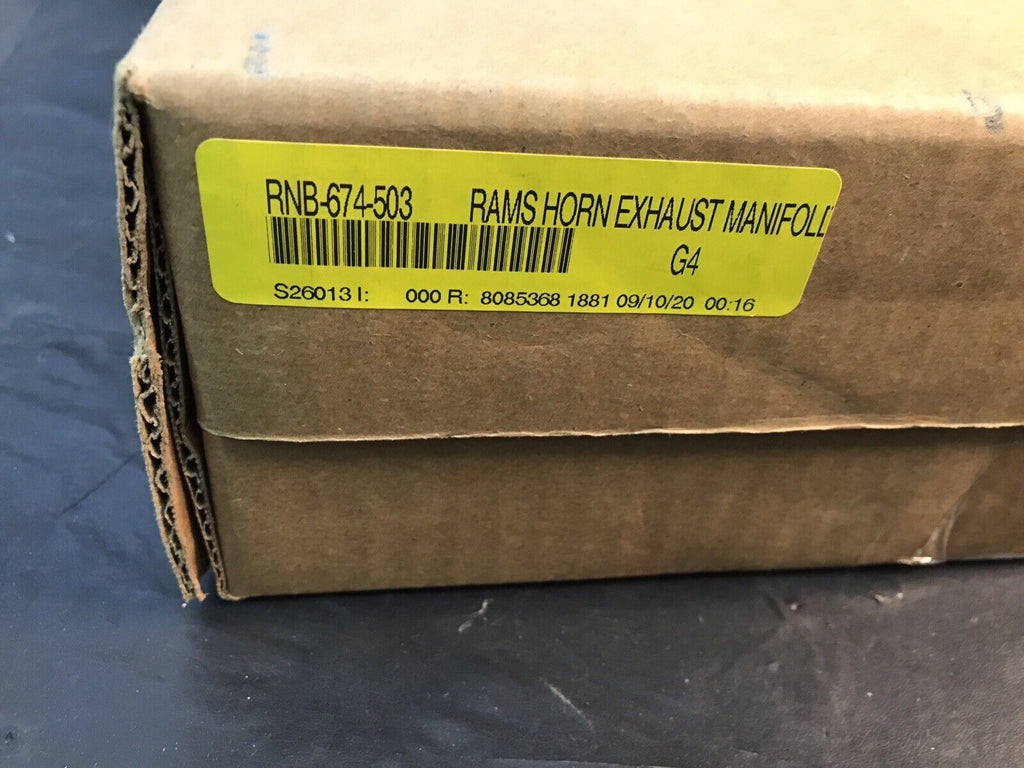 RNB-674-503 RAMS HORN EXHAUST MANIFOLD
G4
S26013 I: 000 R: 8085368 1881 09/10/20 00:16